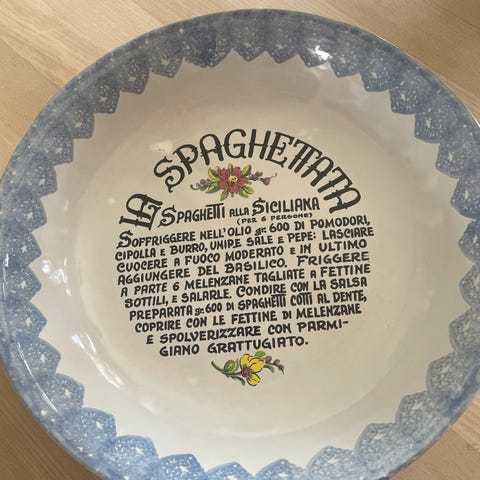 LA SPAGHETTATA
SPAGHETTI ALLA SICILIANA
(PER 6 PERSONE)
SOFFRIGGERE NELL'OLIO gr. 600 DI POMODORI,
CIPOLLA E BURRO, UNIRE SALE E PEPE: LASCIARE
CUOCERE A FUOCO MODERATO E IN ULTIMO
AGGIUNGERE DEL BASILICO. FRIGGERE
A PARTE 6 MELENZANE TAGLIATE A FETTINE
SOTTILI, E SALARLE. CONDIRE CON LA SALSA
PREPARATA gr. 600 DI SPAGHETTI COTTI AL DENTE,
COPRIRE CON LE FETTINE DI MELENZANE
E SPOLVERIZZARE CON PARMI-
GIANO GRATTUGIATO.